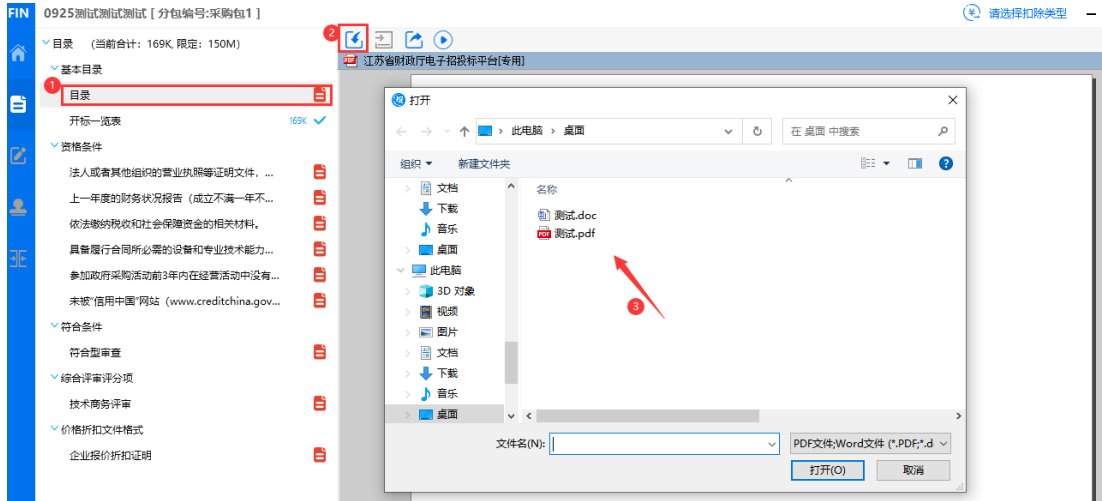 FIN 0925测试测试测试 [ 分包编号:采购包1 ] 请选择扣除类型
目录 (当前合计: 169K, 限定: 150M)
2
江苏省财政厅电子招投标平台[专用]
基本目录
1
目录
开标一览表 169K
资格条件
法人或者其他组织的营业执照等证明文件，...
上一年度的财务状况报告（成立不满一年不...
依法缴纳税收和社会保障资金的相关材料。
具备履行合同所必需的设备和专业技术能力...
参加政府采购活动前3年内在经营活动中没有...
未被“信用中国”网站（www.creditchina.gov...
符合条件
符合型审查
综合评审评分项
技术商务评审
价格折扣文件格式
企业报价折扣证明
打开
此电脑 › 桌面
在 桌面 中搜索
组织 新建文件夹
文档
下载
音乐
桌面
此电脑
3D 对象
视频
图片
文档
下载
音乐
桌面
名称
测试.doc
测试.pdf
3
文件名(N):
PDF文件;Word文件 (*.PDF;*.d
打开(O) 取消